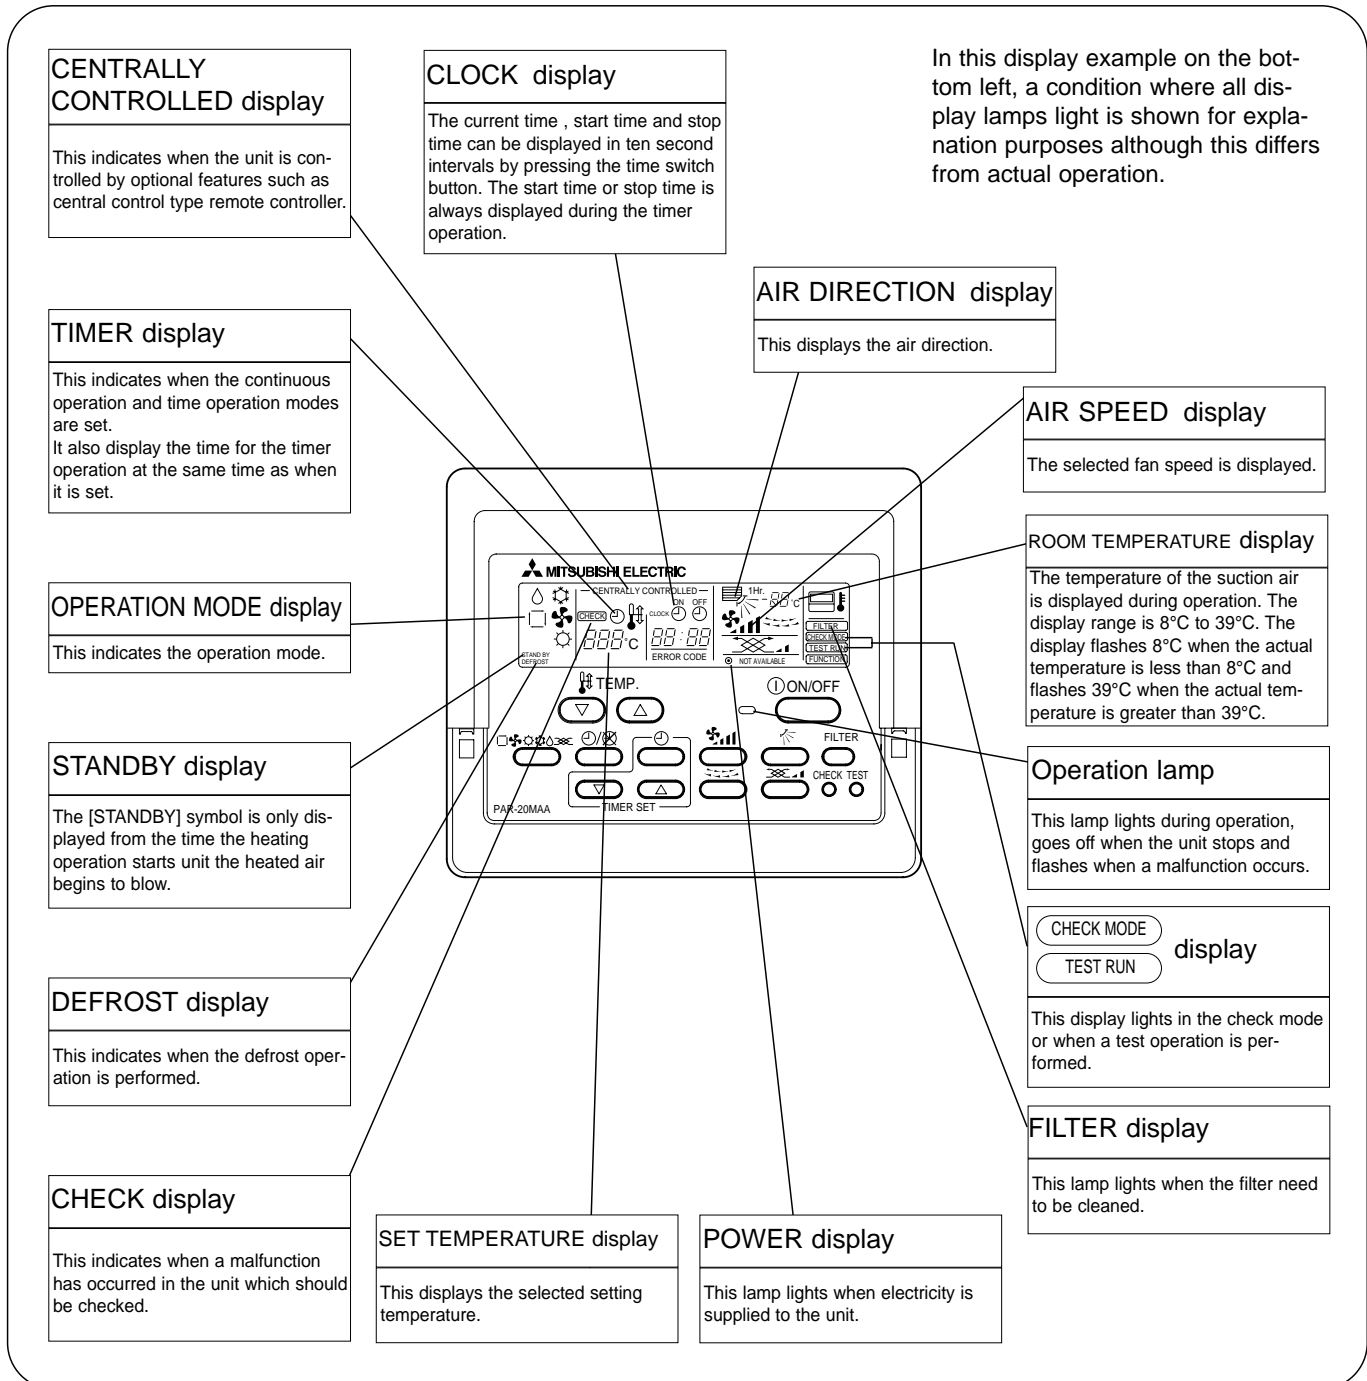 CENTRALLY
CONTROLLED display
This indicates when the unit is con-
trolled by optional features such as
central control type remote controller.
CLOCK display
The current time , start time and stop
time can be displayed in ten second
intervals by pressing the time switch
button. The start time or stop time is
always displayed during the timer
operation.
In this display example on the bot-
tom left, a condition where all dis-
play lamps light is shown for expla-
nation purposes although this differs
from actual operation.
TIMER display
This indicates when the continuous
operation and time operation modes
are set.
It also display the time for the timer
operation at the same time as when
it is set.
AIR DIRECTION display
This displays the air direction.
AIR SPEED display
The selected fan speed is displayed.
ROOM TEMPERATURE display
The temperature of the suction air
is displayed during operation. The
display range is 8°C to 39°C. The
display flashes 8°C when the actual
temperature is less than 8°C and
flashes 39°C when the actual tem-
perature is greater than 39°C.
OPERATION MODE display
This indicates the operation mode.
STANDBY display
The [STANDBY] symbol is only dis-
played from the time the heating
operation starts unit the heated air
begins to blow.
DEFROST display
This indicates when the defrost oper-
ation is performed.
CHECK display
This indicates when a malfunction
has occurred in the unit which should
be checked.
MITSUBISHI ELECTRIC
CENTRALLY CONTROLLED
ON OFF
CHECK
CLOCK
1Hr.
-88°C
888°C
88:88
ERROR CODE
STAND BY
DEFROST
NOT AVAILABLE
FILTER
CHECK MODE
TEST RUN
FUNCTION
TEMP.
ON/OFF
FILTER
CHECK TEST
PAR-20MAA
TIMER SET
Operation lamp
This lamp lights during operation,
goes off when the unit stops and
flashes when a malfunction occurs.
CHECK MODE
TEST RUN
display
This display lights in the check mode
or when a test operation is per-
formed.
FILTER display
This lamp lights when the filter need
to be cleaned.
SET TEMPERATURE display
This displays the selected setting
temperature.
POWER display
This lamp lights when electricity is
supplied to the unit.